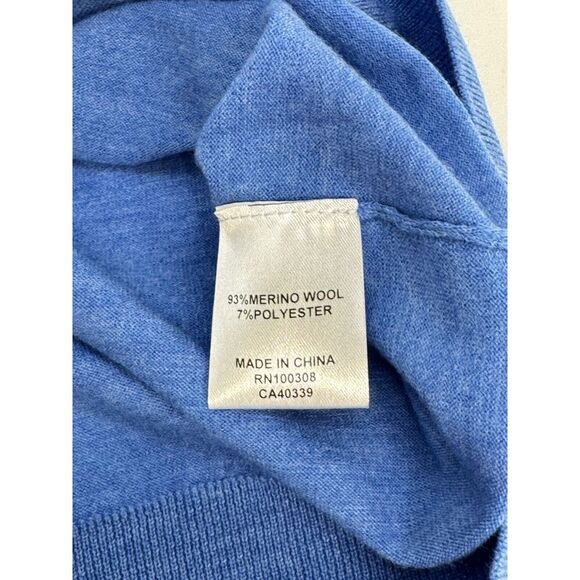 93%MERINO WOOL
7%POLYESTER
MADE IN CHINA
RN100308
CA40339